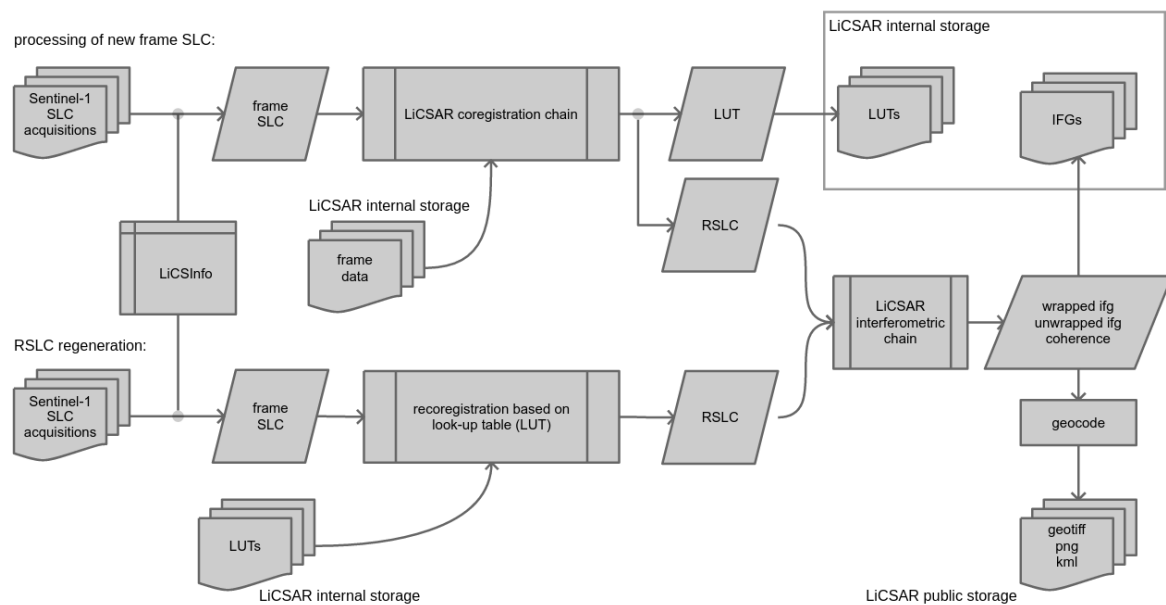 processing of new frame SLC:
Sentinel-1
SLC
acquisitions
frame
SLC
LiCSAR coregistration chain
LUT
LiCSAR internal storage
LUTs
IFGs
LiCSAR internal storage
frame
data
RSLC
LiCSInfo
LiCSAR
interferometric
chain
wrapped ifg
unwrapped ifg
coherence
RSLC regeneration:
Sentinel-1
SLC
acquisitions
frame
SLC
recoregistration based on
look-up table (LUT)
RSLC
geocode
LUTs
LiCSAR internal storage
geotiff
png
kml
LiCSAR public storage